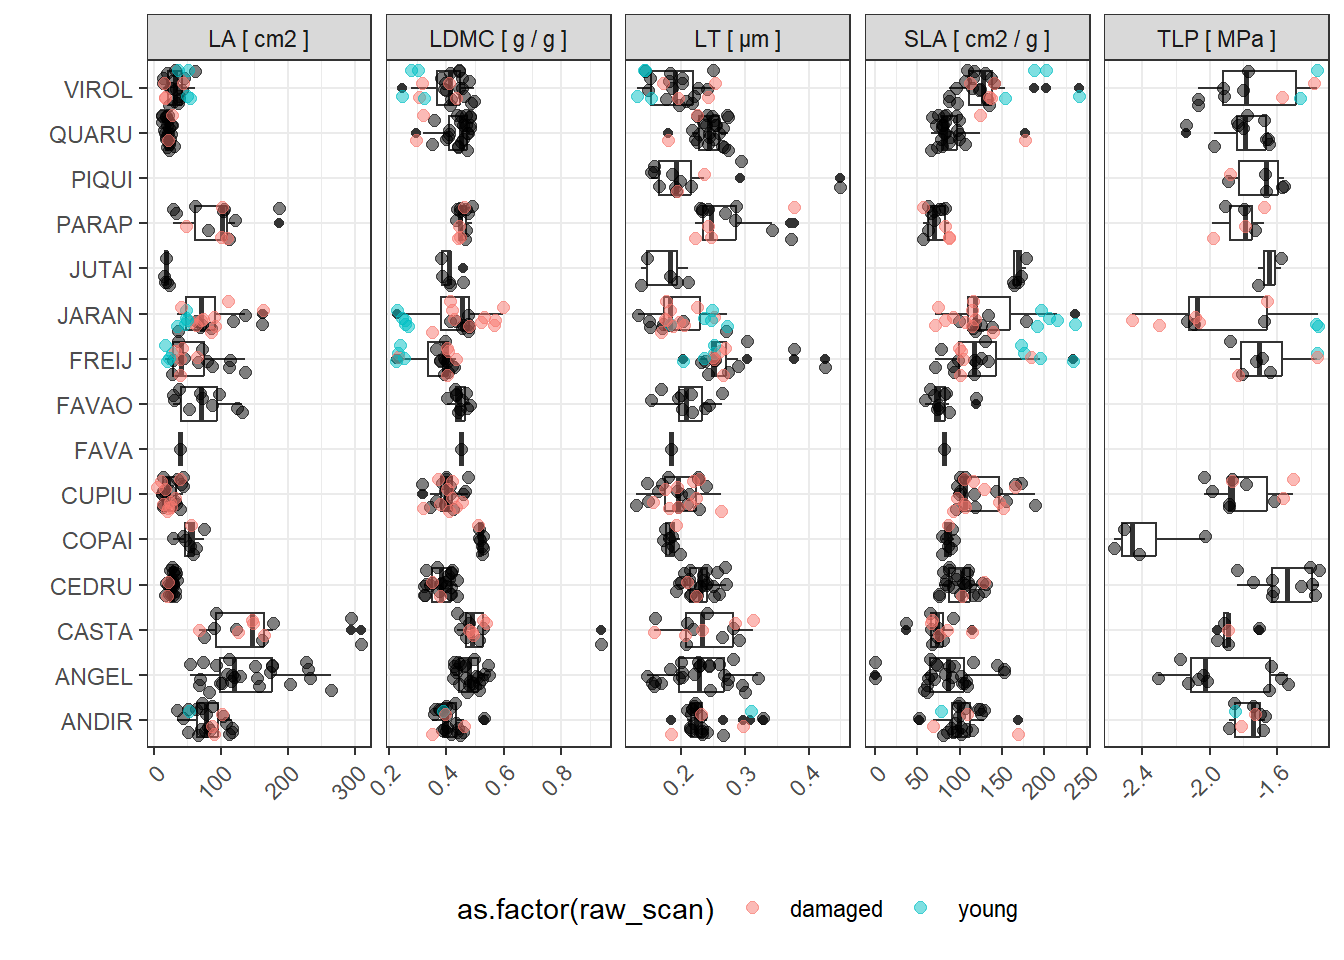 LA [ cm2 ] LDMC [ g / g ] LT [ µm ] SLA [ cm2 / g ] TLP [ MPa ]
VIROL
QUARU
PIQUI
PARAP
JUTAI
JARAN
FREIJ
FAVAO
FAVA
CUPIU
COPAI
CEDRU
CASTA
ANGEL
ANDIR
0 100 200 300 0.2 0.4 0.6 0.8 0.2 0.3 0.4 0 50 100 150 200 250 -2.4 -2.0 -1.6
as.factor(raw_scan) damaged young